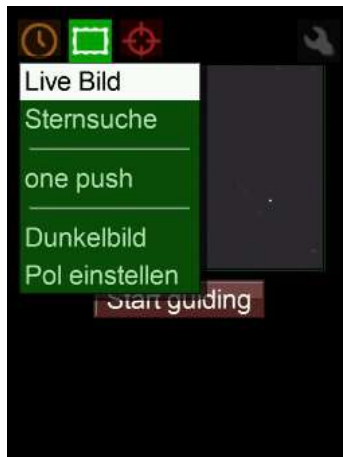 Live Bild
Sternsuche
one push
Dunkelbild
Pol einstellen
Start guiding